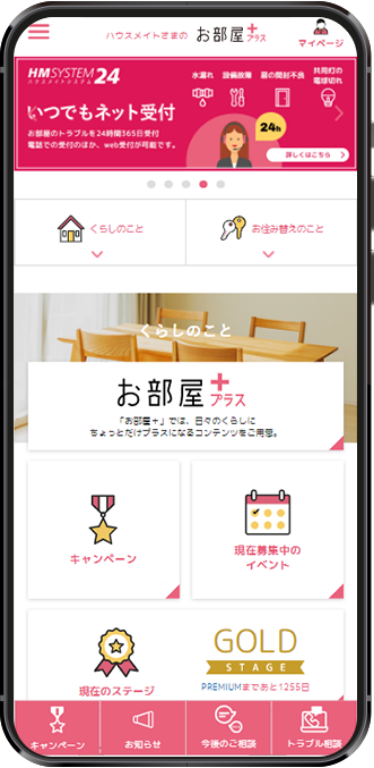 ハウスメイトさまの お部屋+プラス
マイページ
HMSYSTEM24
ハウスメイトシステム
水漏れ 設備故障 扉の開封不良 共用灯の電球切れ
いつでもネット受付
お部屋のトラブルを24時間365日受付
電話での受付のほか、web受付が可能です。
24h
詳しくはこちら
くらしのこと
お住み替えのこと
くらしのこと
お部屋+プラス
「お部屋+」では、日々のくらしに
ちょっとだけプラスになるコンテンツをご用意。
キャンペーン
現在募集中の
イベント
現在のステージ
GOLD
STAGE
PREMIUMまであと1255日
キャンペーン
お知らせ
今後のご相談
トラブル相談